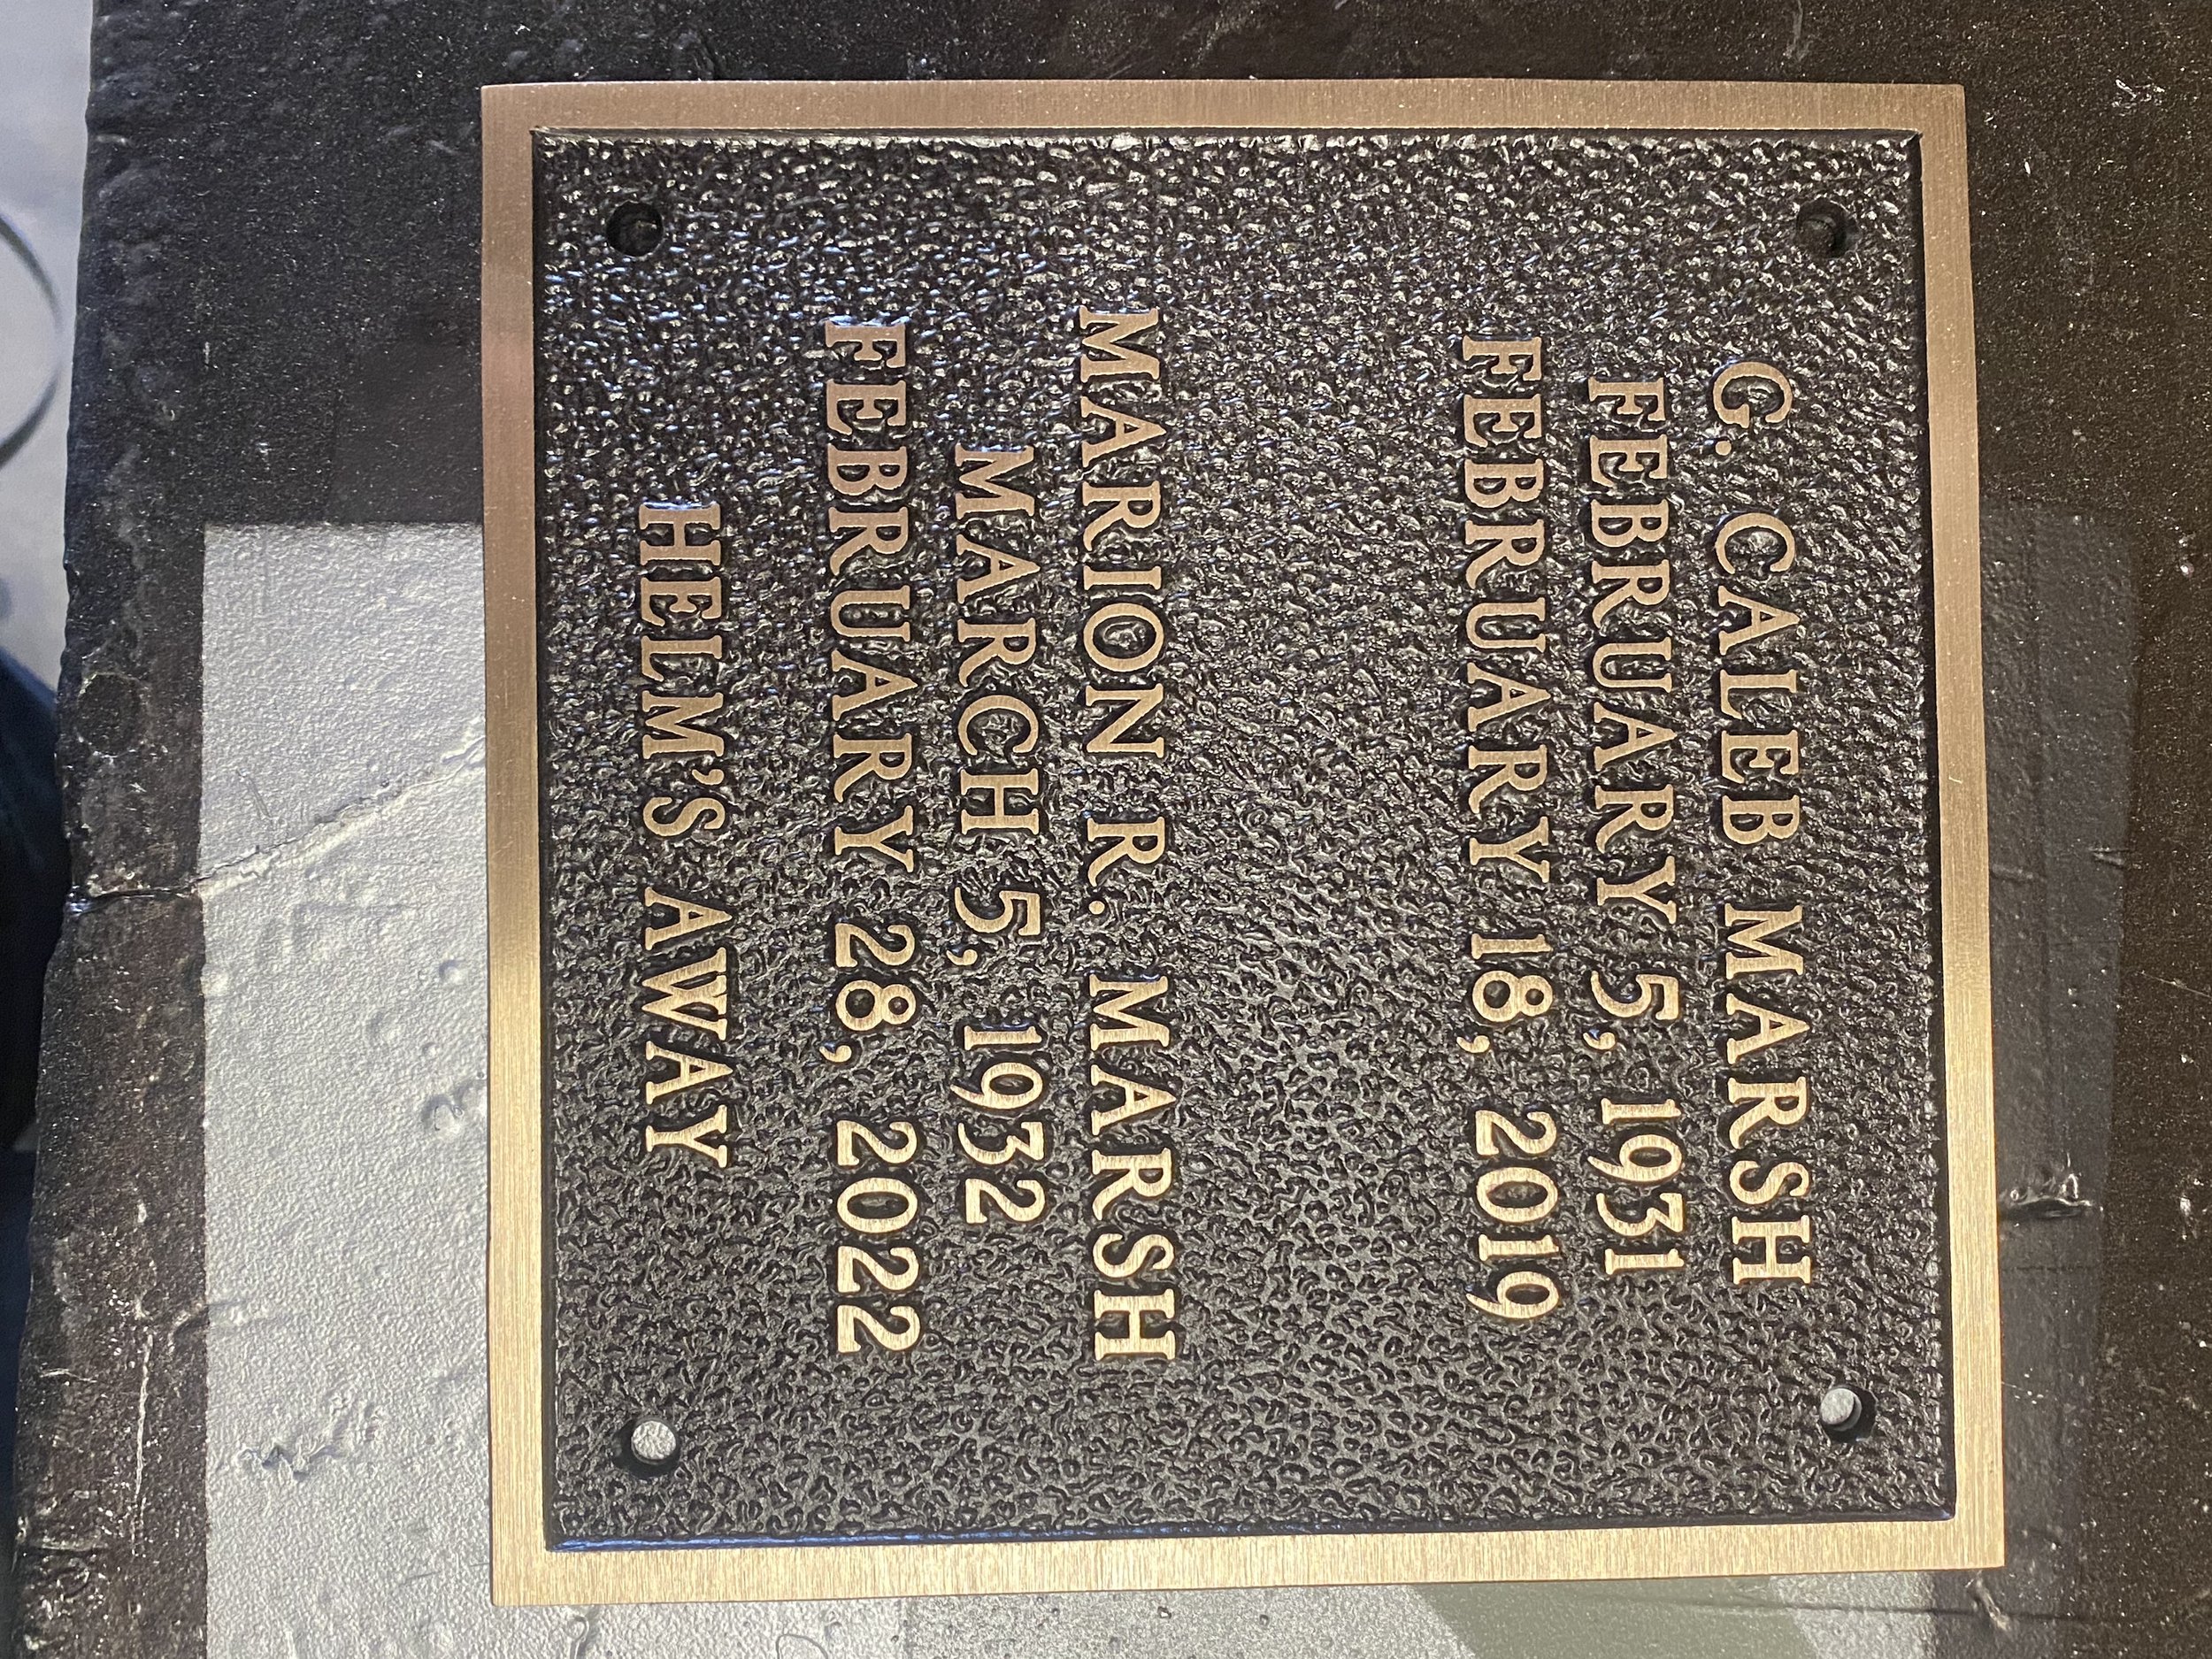 G. CALEB MARSH
FEBRUARY 5, 1931
FEBRUARY 18, 2019
MARION R. MARSH
MARCH 5, 1932
FEBRUARY 28, 2022
HELM'S AWAY